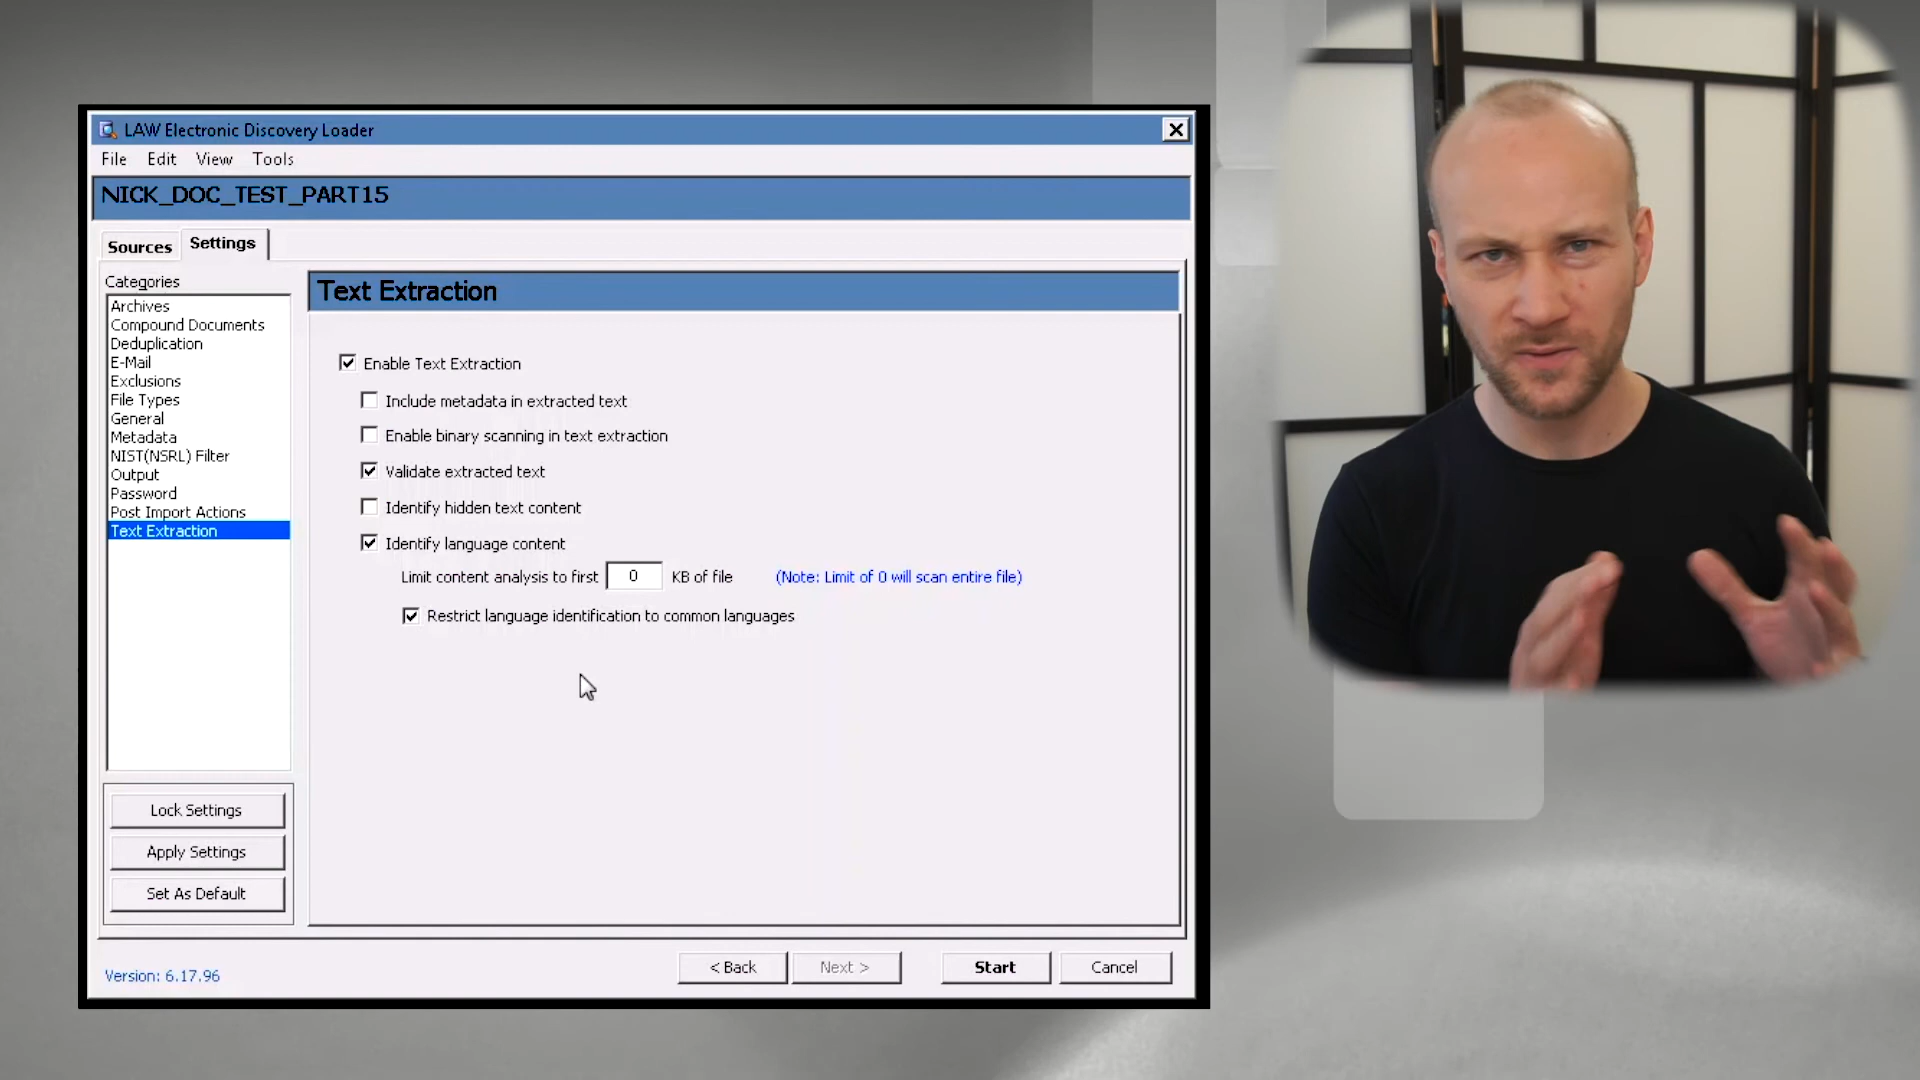 LAW Electronic Discovery Loader
File Edit View Tools
NICK_DOC_TEST_PART15
Sources Settings
Categories
Archives
Compound Documents
Deduplication
E-Mail
Exclusions
File Types
General
Metadata
NIST(NSRL) Filter
Output
Password
Post Import Actions
Text Extraction
Lock Settings
Apply Settings
Set As Default
Text Extraction
Enable Text Extraction
Include metadata in extracted text
Enable binary scanning in text extraction
Validate extracted text
Identify hidden text content
Identify language content
Limit content analysis to first 0 KB of file (Note: Limit of 0 will scan entire file)
Restrict language identification to common languages
Version: 6.17.96
< Back Next > Start Cancel